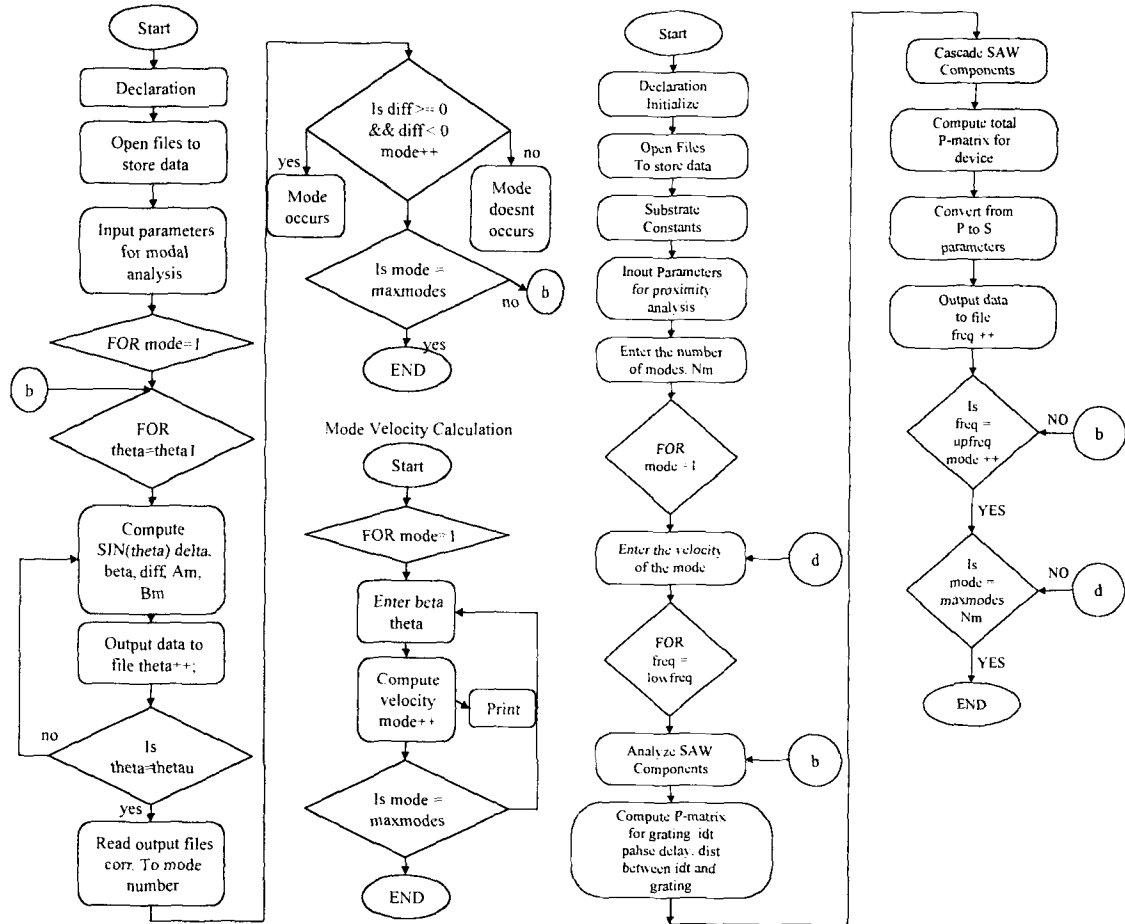 Start
Declaration
Open files to
store data
Input parameters
for modal
analysis
FOR mode=1
b
FOR
theta=theta1
Compute
SIN(theta) delta,
beta, diff, Am,
Bm
Output data to
file theta++;
no
Is
theta=thetau
yes
Read output files
corr. To mode
number
Is diff >= 0
&& diff < 0
mode++
yes
no
Mode
occurs
Mode
doesnt
occurs
Is mode =
maxmodes
no
b
yes
END
Mode Velocity Calculation
Start
FOR mode=1
Enter beta
theta
Compute
velocity
mode++
Print
Is mode =
maxmodes
END
Start
Declaration
Initialize
Open Files
To store data
Substrate
Constants
Inout Parameters
for proximity
analysis
Enter the number
of modes, Nm
FOR
mode =1
Enter the velocity
of the mode
d
FOR
freq =
lowfreq
Analyze SAW
Components
b
Compute P-matrix
for grating, idt
pahse delay, dist
between idt and
grating
Cascade SAW
Components
Compute total
P-matrix for
device
Convert from
P to S
parameters
Output data
to file
freq ++
Is
freq =
upfreq
mode ++
NO
b
YES
Is
mode =
maxmodes
Nm
NO
d
YES
END